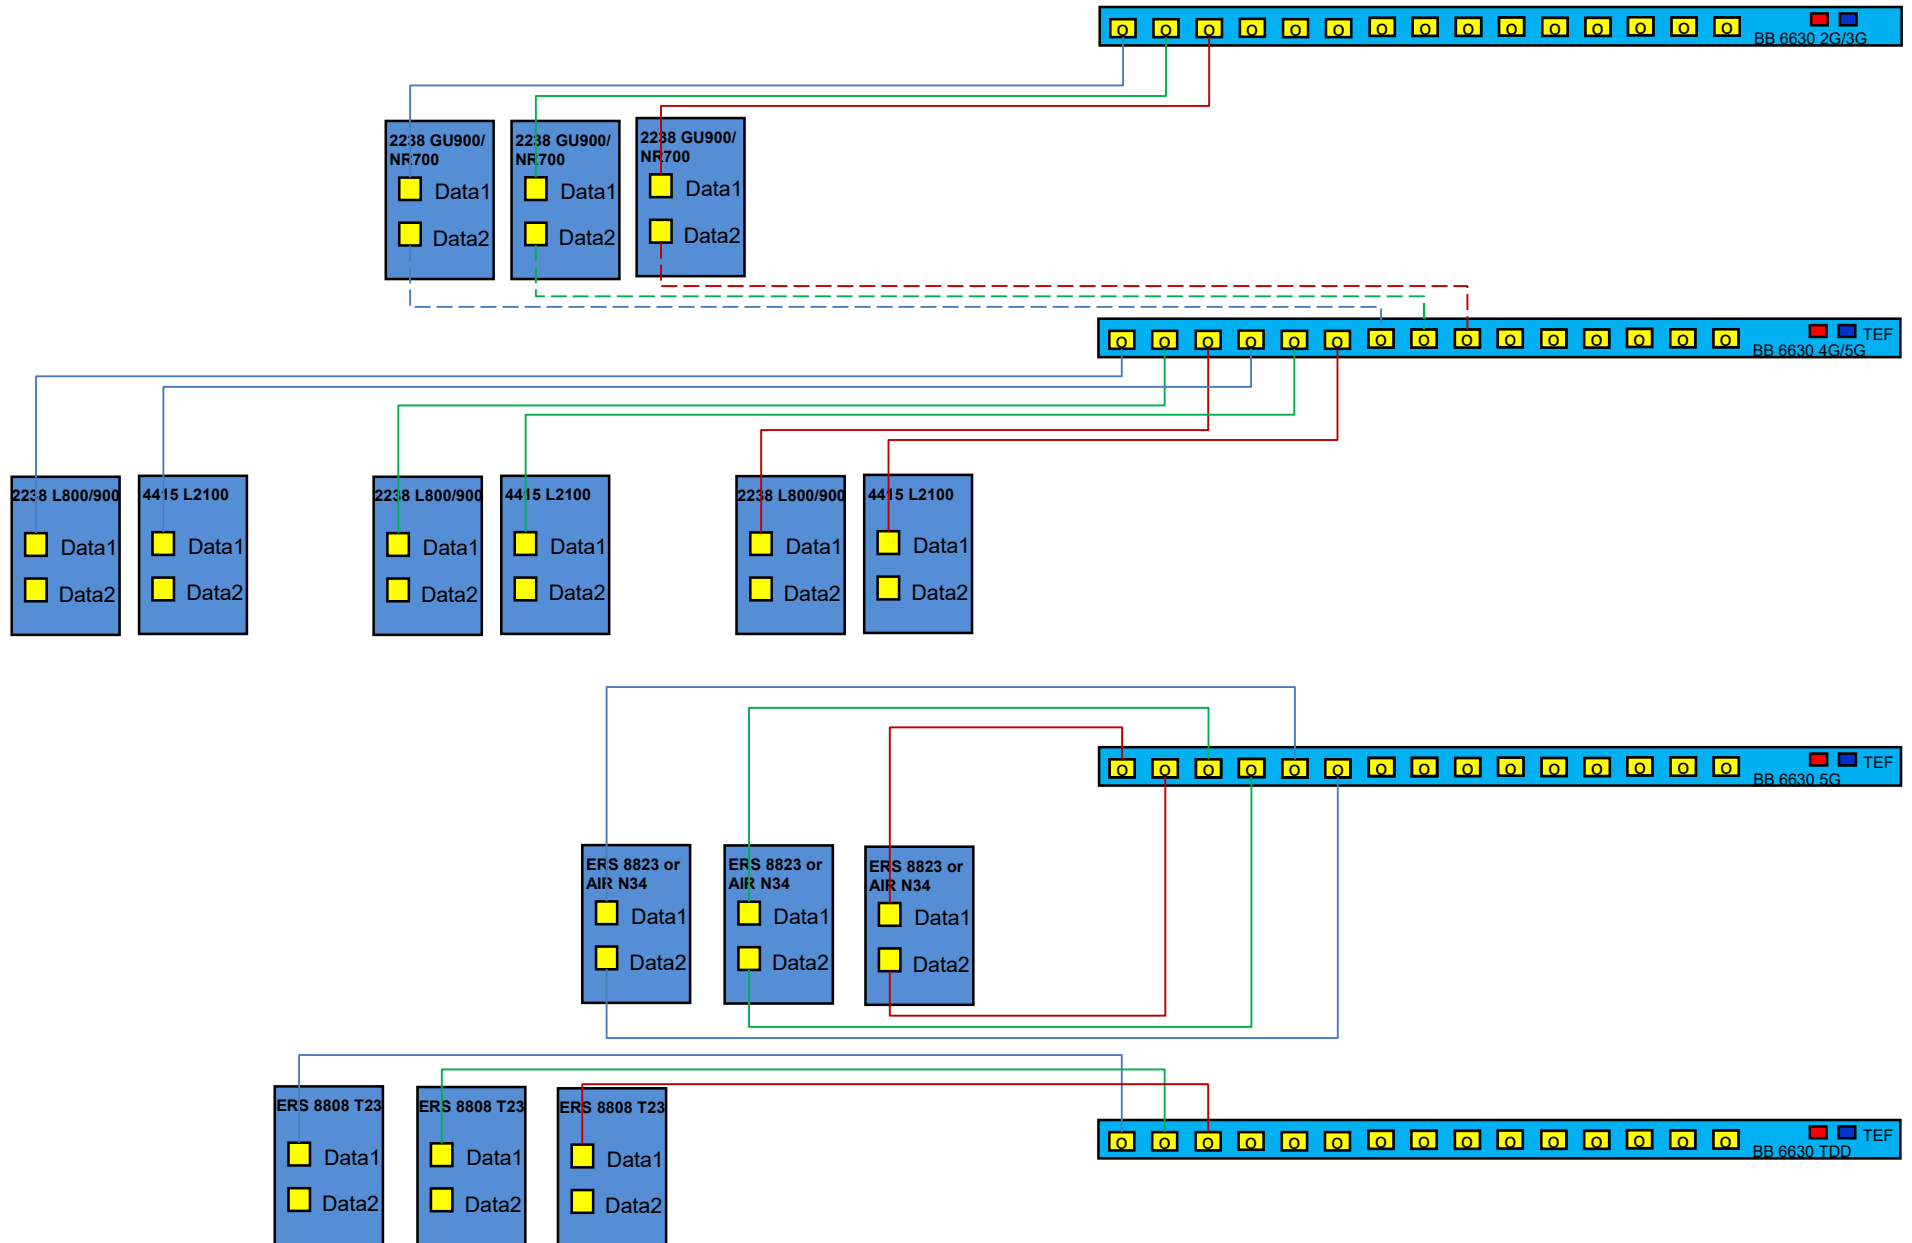 O O O O O O O O O O O O O O O
BB 6630 2G/3G
2238 GU900/
NR700
Data1
Data2
2238 GU900/
NR700
Data1
Data2
2238 GU900/
NR700
Data1
Data2
O O O O O O O O O O O O O O O
TEF
BB 6630 4G/5G
2238 L800/900
Data1
Data2
4415 L2100
Data1
Data2
2238 L800/900
Data1
Data2
4415 L2100
Data1
Data2
2238 L800/900
Data1
Data2
4415 L2100
Data1
Data2
O O O O O O O O O O O O O O O
TEF
BB 6630 5G
ERS 8823 or
AIR N34
Data1
Data2
ERS 8823 or
AIR N34
Data1
Data2
ERS 8823 or
AIR N34
Data1
Data2
ERS 8808 T23
Data1
Data2
ERS 8808 T23
Data1
Data2
ERS 8808 T23
Data1
Data2
O O O O O O O O O O O O O O O
TEF
BB 6630 TDD